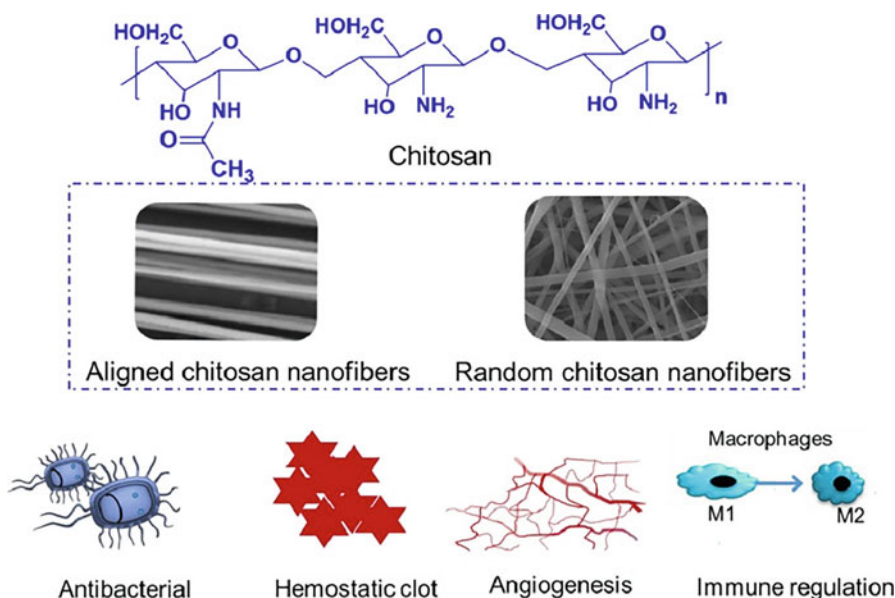 HOH₂C
O
O
HO
NH
O
CH₃
HOH₂C
O
O
HO
NH₂
HOH₂C
O
HO
NH₂
n
Chitosan
Aligned chitosan nanofibers
Random chitosan nanofibers
Macrophages
M1
M2
Antibacterial
Hemostatic clot
Angiogenesis
Immune regulation